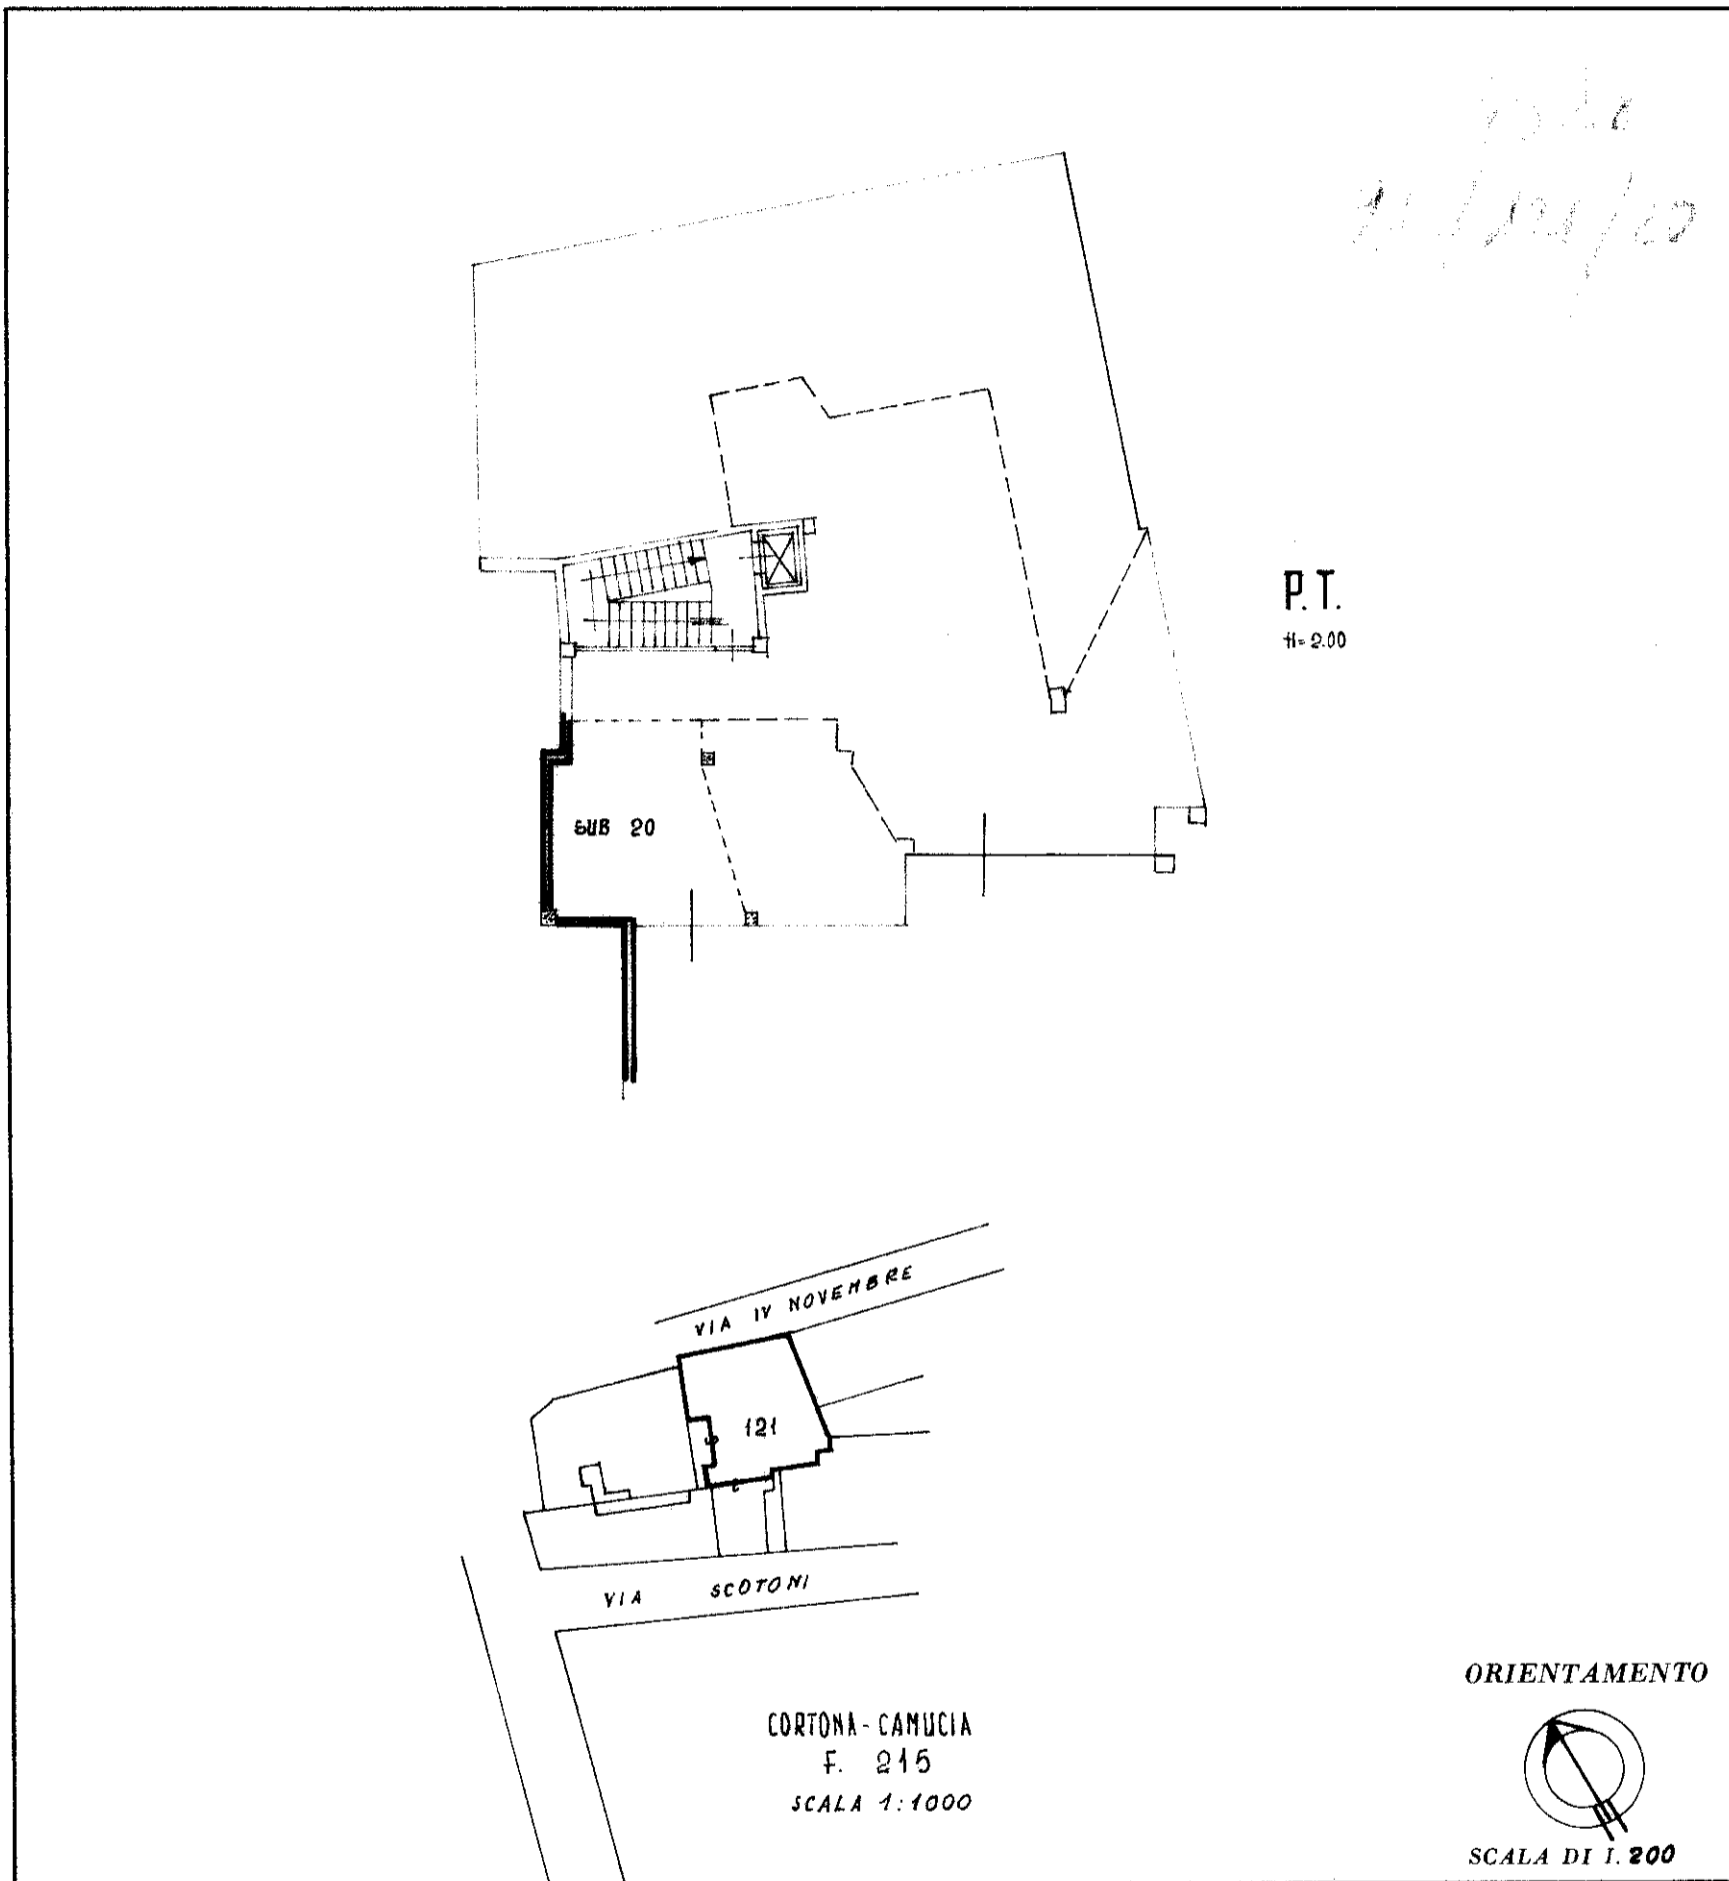 P.T.
H=2.00
SUB 20
VIA IV NOVEMBRE
121
VIA SCOTONI
CORTONA-CAMUCIA
F. 215
SCALA 1:1000
ORIENTAMENTO
SCALA DI 1.200